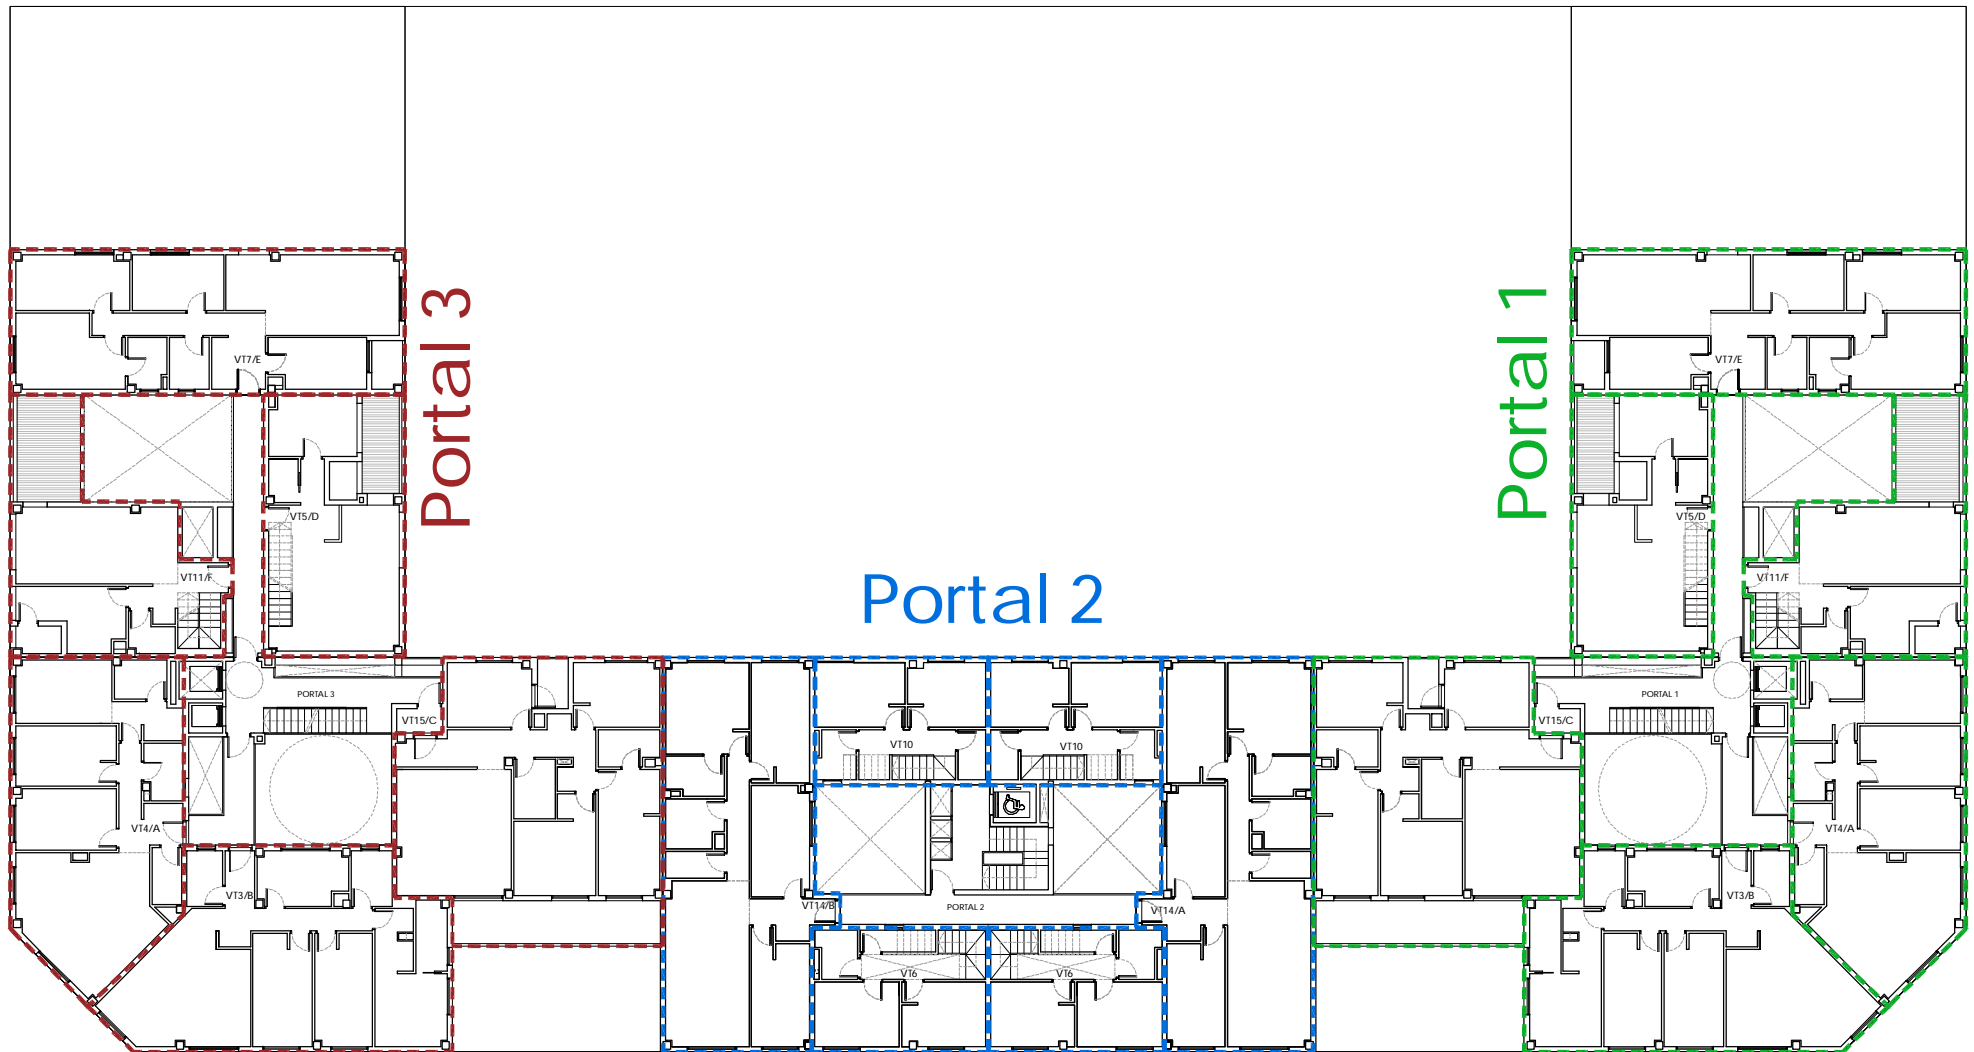 Portal 3
Portal 1
Portal 2
VT7/E
VT7/E
VT5/D
VT5/D
VT11/F
VT11/F
PORTAL 3
PORTAL 1
VT15/C
VT15/C
VT10
VT10
VT4/A
VT4/A
VT3/B
VT3/B
VT14/B
PORTAL 2
VT14/A
VT6
VT6